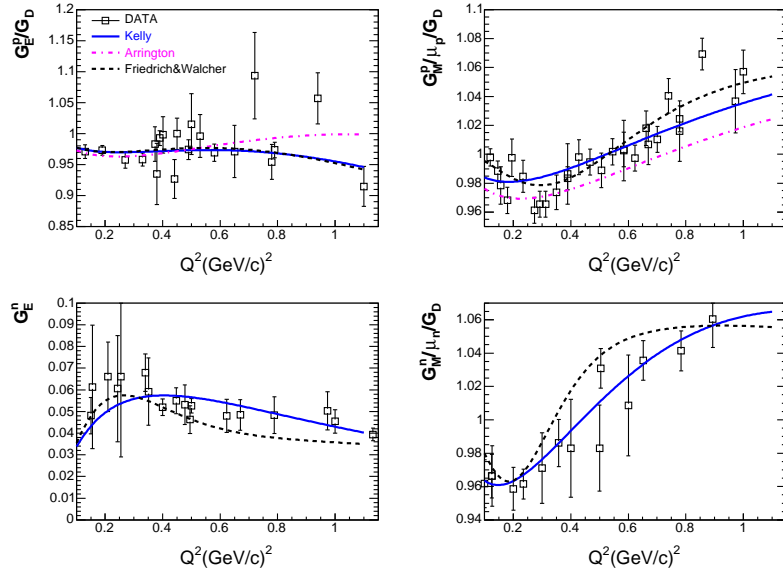 G_E^p/G_D
1.2
1.15
1.1
1.05
1
0.95
0.9
0.85
DATA
Kelly
Arrington
Friedrich&Walcher
0.2 0.4 0.6 0.8 1
Q^2(GeV/c)^2
G_M^p/μ_p/G_D
1.08
1.06
1.04
1.02
1
0.98
0.96
0.2 0.4 0.6 0.8 1
Q^2(GeV/c)^2
G_E^n
0.1
0.09
0.08
0.07
0.06
0.05
0.04
0.03
0.02
0.01
0
0.2 0.4 0.6 0.8 1
Q^2(GeV/c)^2
G_M^n/μ_n/G_D
1.06
1.04
1.02
1
0.98
0.96
0.94
0.2 0.4 0.6 0.8 1
Q^2(GeV/c)^2